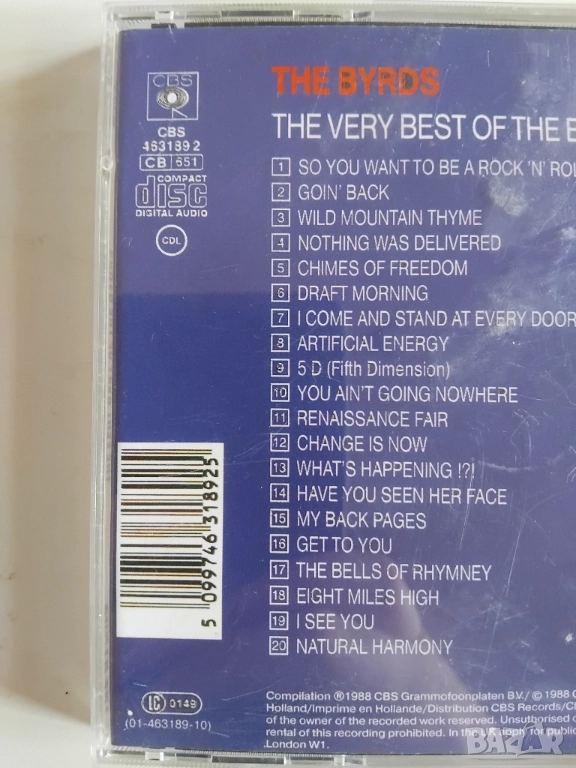 CBS
CBS
463189 2
CB 651
COMPACT
disc
DIGITAL AUDIO
CDL
THE BYRDS
THE VERY BEST OF THE
1 SO YOU WANT TO BE A ROCK 'N' ROL
2 GOIN' BACK
3 WILD MOUNTAIN THYME
4 NOTHING WAS DELIVERED
5 CHIMES OF FREEDOM
6 DRAFT MORNING
7 I COME AND STAND AT EVERY DOOR
8 ARTIFICIAL ENERGY
9 5 D (Fifth Dimension)
10 YOU AIN'T GOING NOWHERE
11 RENAISSANCE FAIR
12 CHANGE IS NOW
13 WHAT'S HAPPENING !?!
14 HAVE YOU SEEN HER FACE
15 MY BACK PAGES
16 GET TO YOU
17 THE BELLS OF RHYMNEY
18 EIGHT MILES HIGH
19 I SEE YOU
20 NATURAL HARMONY
5 099746 318925
LC 0149
(01-463189-10)
Compilation ℗ 1988 CBS Grammofoonplaten BV./ © 1988
Holland/Imprime en Hollande/Distribution CBS Records/
of the owner of the recorded work reserved. Unauthorised
rental of this recording prohibited. In the UK apply for
London W1.
BAZAR